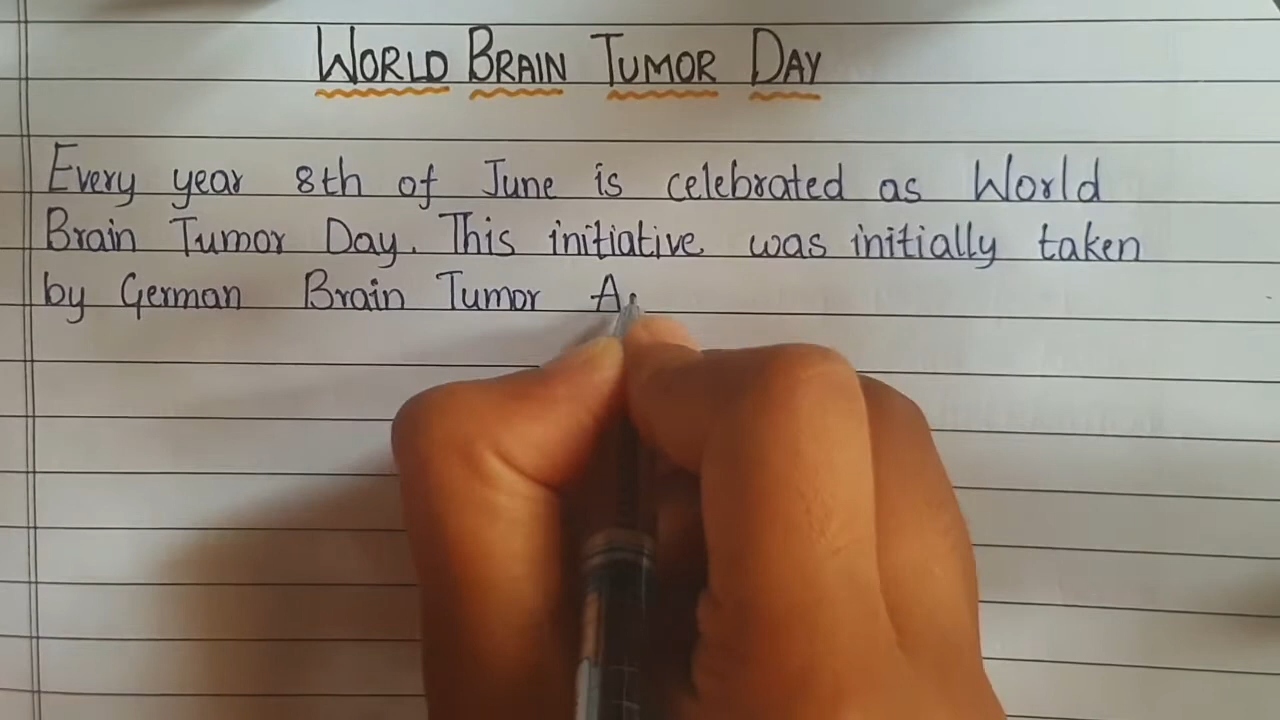 WORLD BRAIN TUMOR DAY
Every year 8th of June is celebrated as World
Brain Tumor Day. This initiative was initially taken
by German Brain Tumor A